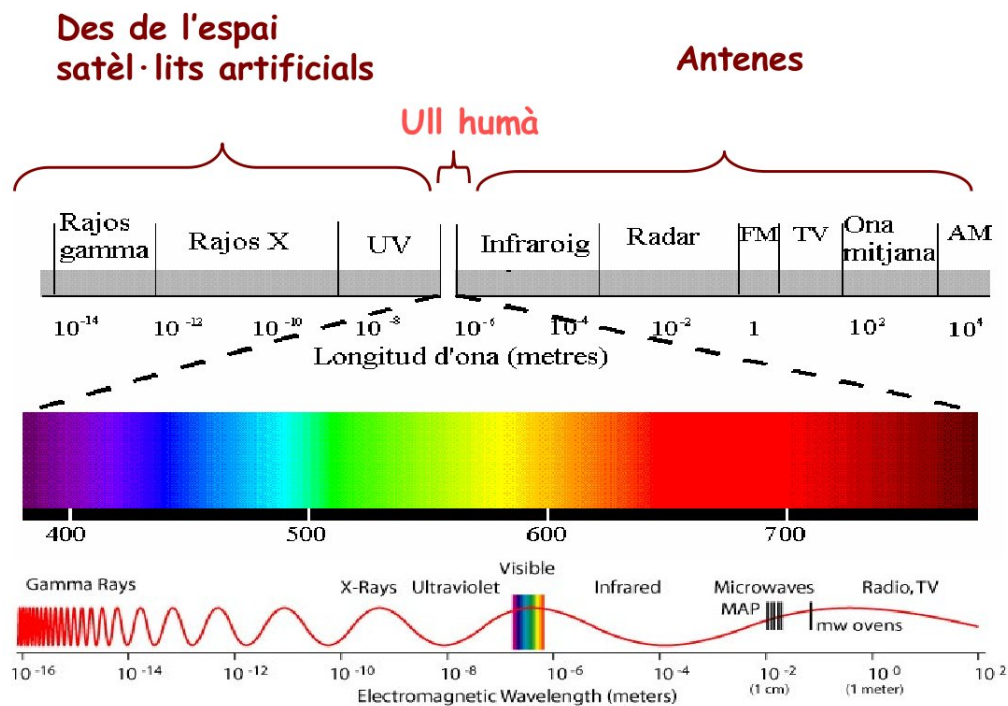 Des de l'espai
satèl·lits artificials
Antenes
Ull humà
Rajos gamma
Rajos X
UV
Infraroig
Radar
FM
TV
Ona mitjana
AM
10⁻¹⁴ 10⁻¹² 10⁻¹⁰ 10⁻⁸ 10⁻⁶ 10⁻⁴ 10⁻² 1 10² 10⁴
Longitud d'ona (metres)
400 500 600 700
Visible
Gamma Rays X-Rays Ultraviolet Infrared Microwaves Radio,TV
MAP
mw ovens
10⁻¹⁶ 10⁻¹⁴ 10⁻¹² 10⁻¹⁰ 10⁻⁸ 10⁻⁶ 10⁻⁴ 10⁻² 10⁰ 10²
(1 cm) (1 meter)
Electromagnetic Wavelength (meters)